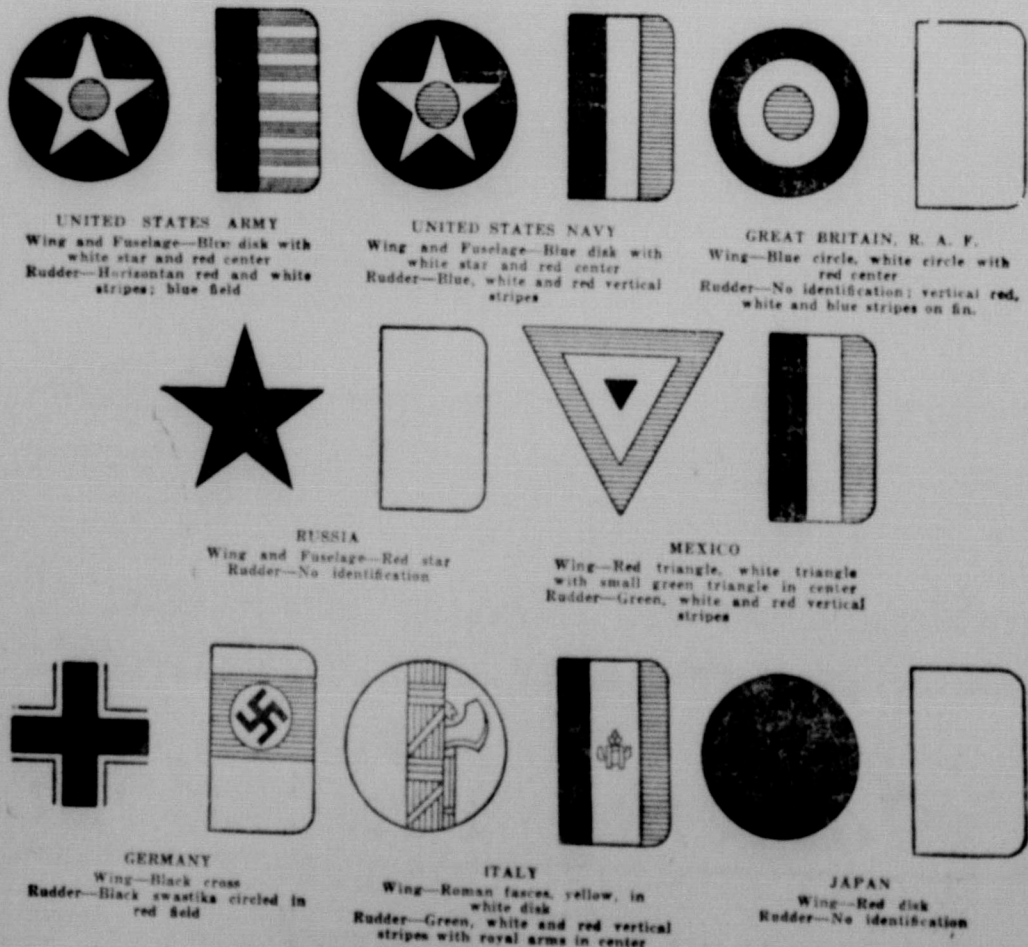 UNITED STATES ARMY
Wing and Fuselage—Blue disk with
white star and red center
Rudder—Horizontan red and white
stripes; blue field
UNITED STATES NAVY
Wing and Fuselage—Blue disk with
white star and red center
Rudder—Blue, white and red vertical
stripes
GREAT BRITAIN, R. A. F.
Wing—Blue circle, white circle with
red center
Rudder—No identification; vertical red,
white and blue stripes on fin.
RUSSIA
Wing and Fuselage—Red star
Rudder—No identification
MEXICO
Wing—Red triangle, white triangle
with small green triangle in center
Rudder—Green, white and red vertical
stripes
GERMANY
Wing—Black cross
Rudder—Black swastika circled in
red field
ITALY
Wing—Roman fasces, yellow, in
white disk
Rudder—Green, white and red vertical
stripes with royal arms in center
JAPAN
Wing—Red disk
Rudder—No identification